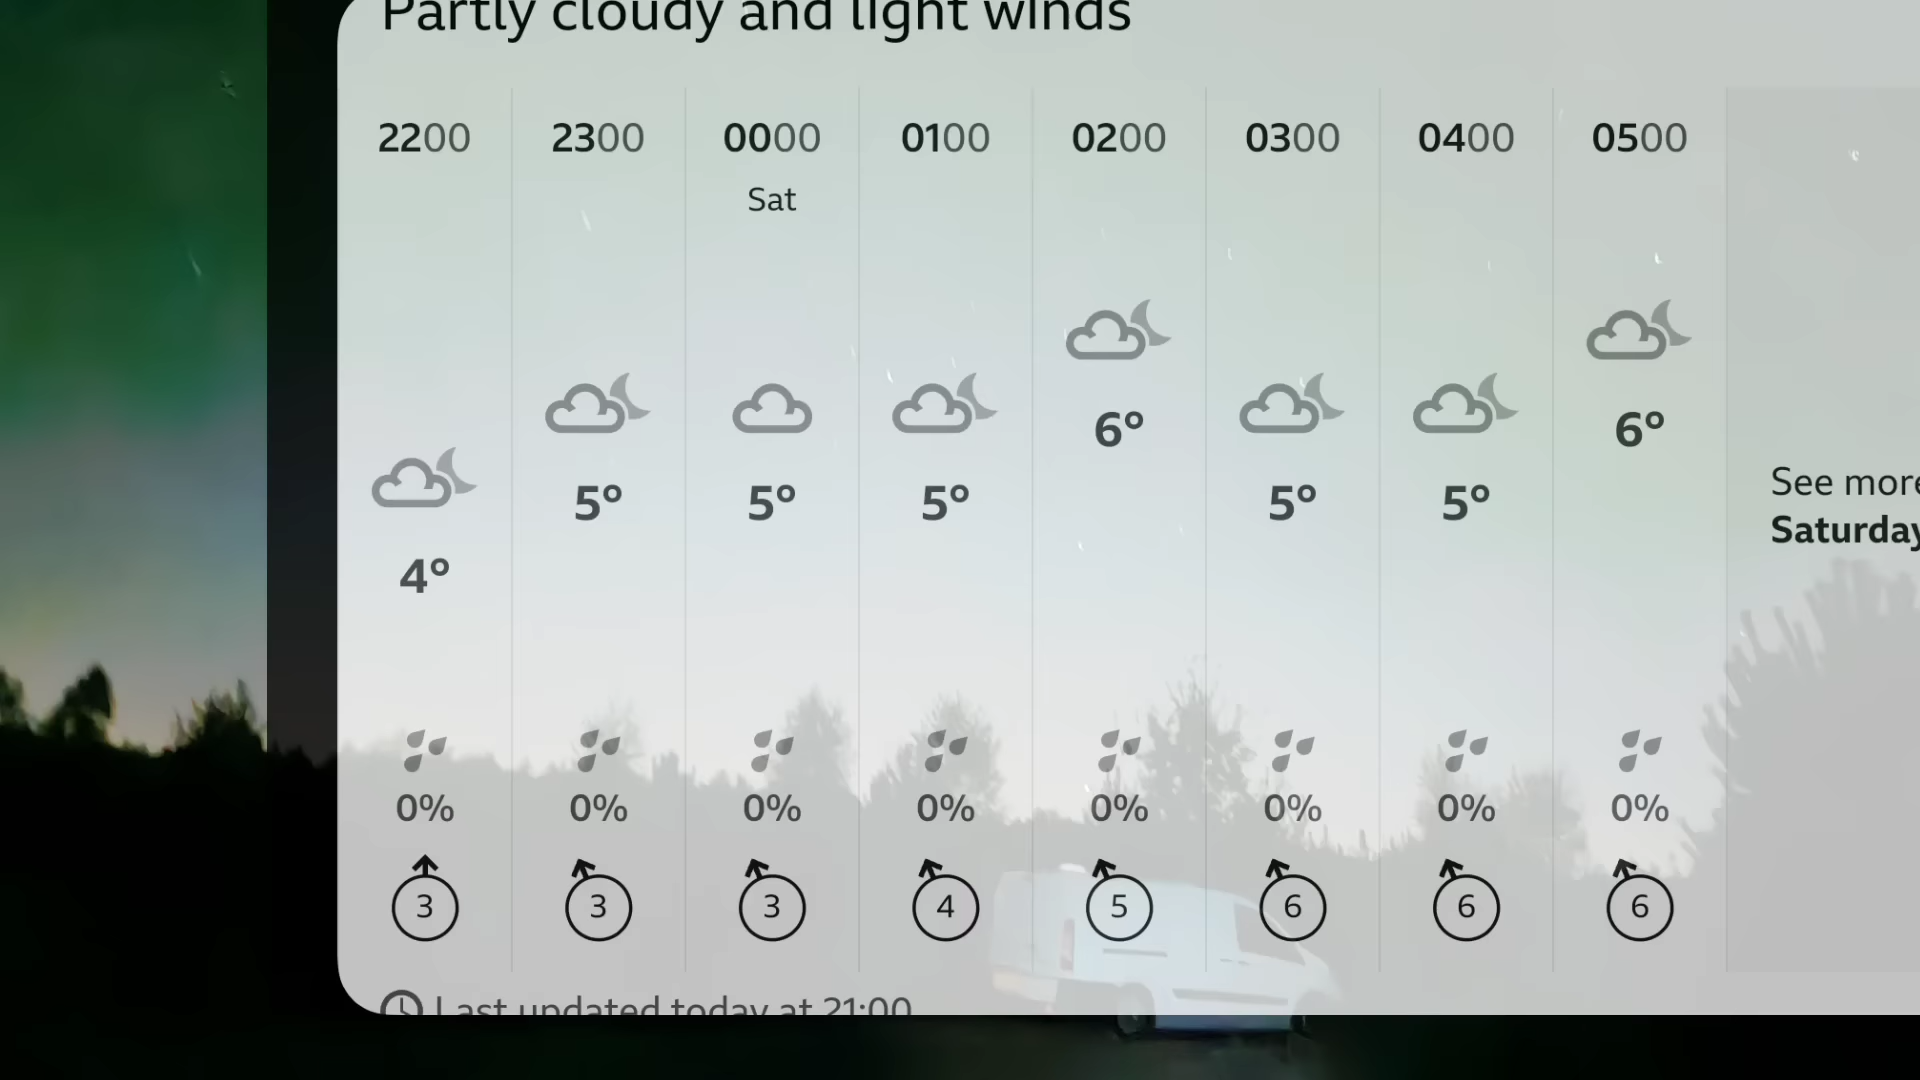 Partly cloudy and light winds
2200 2300 0000 0100 0200 0300 0400 0500
Sat
6° 6°
5° 5° 5° 5° 5°
4°
See more
Saturday
0% 0% 0% 0% 0% 0% 0% 0%
3 3 3 4 5 6 6 6
Last updated today at 21:00